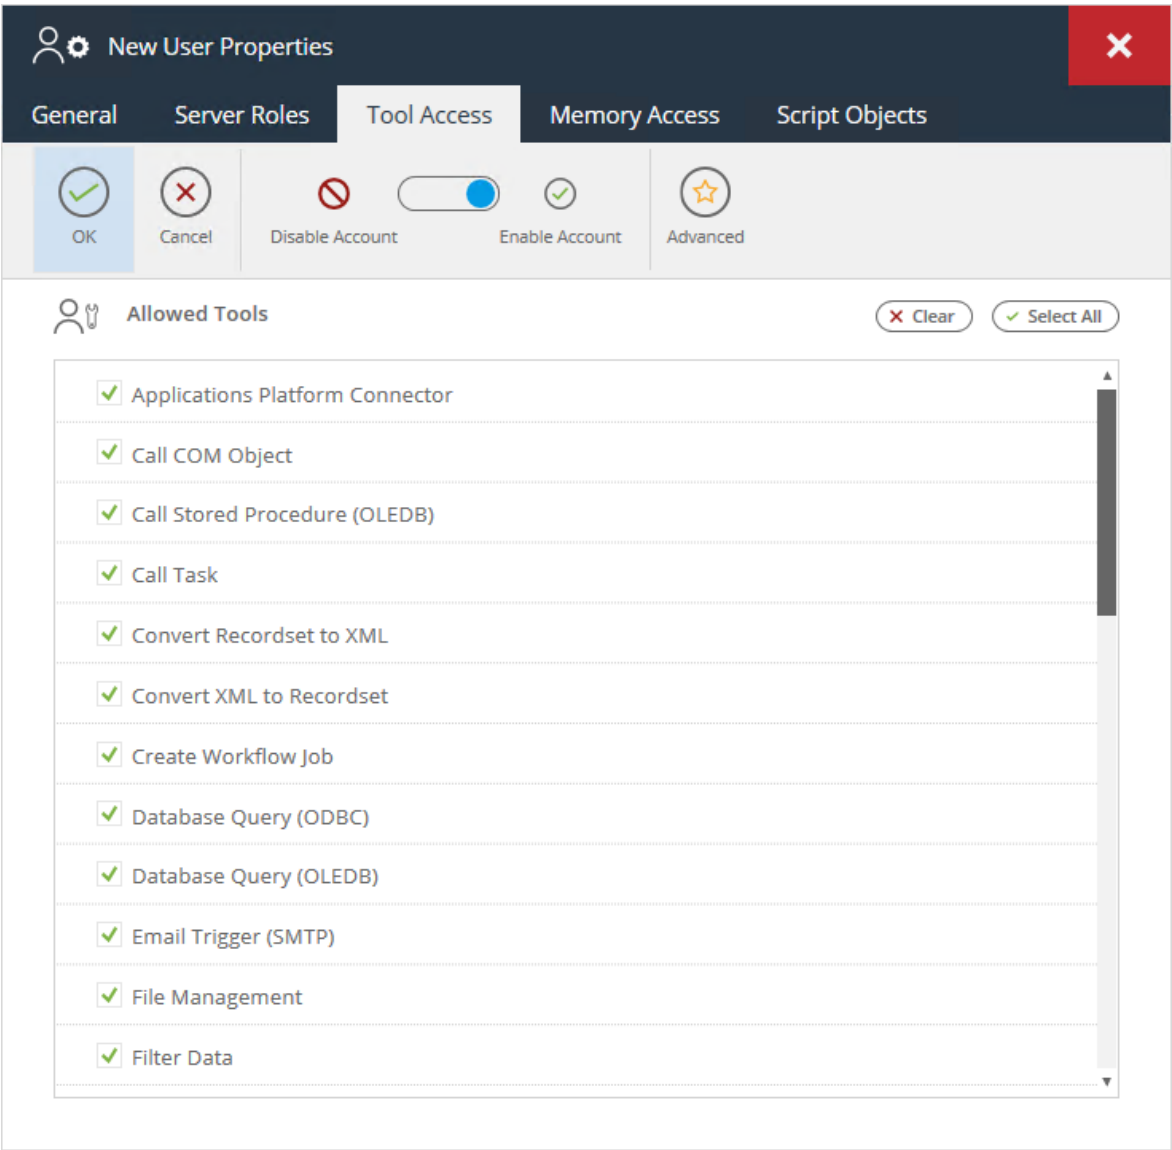 New User Properties
General Server Roles Tool Access Memory Access Script Objects
OK Cancel Disable Account Enable Account Advanced
Allowed Tools Clear Select All
Applications Platform Connector
Call COM Object
Call Stored Procedure (OLEDB)
Call Task
Convert Recordset to XML
Convert XML to Recordset
Create Workflow Job
Database Query (ODBC)
Database Query (OLEDB)
Email Trigger (SMTP)
File Management
Filter Data